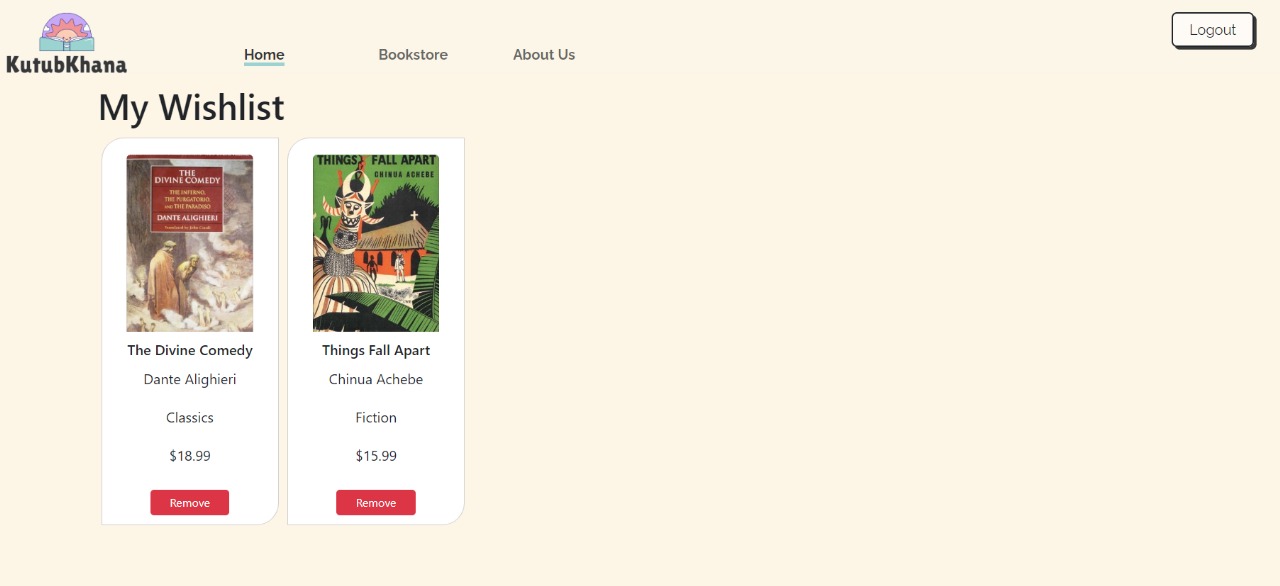 KutubKhana
Home
Bookstore
About Us
Logout
My Wishlist
THE
DIVINE COMEDY
THE INFERNO,
THE PURGATORIO,
AND THE PARADISO
DANTE ALIGHIERI
Translated by John Ciardi
The Divine Comedy
Dante Alighieri
Classics
$18.99
Remove
THINGS FALL APART
CHINUA ACHEBE
Things Fall Apart
Chinua Achebe
Fiction
$15.99
Remove